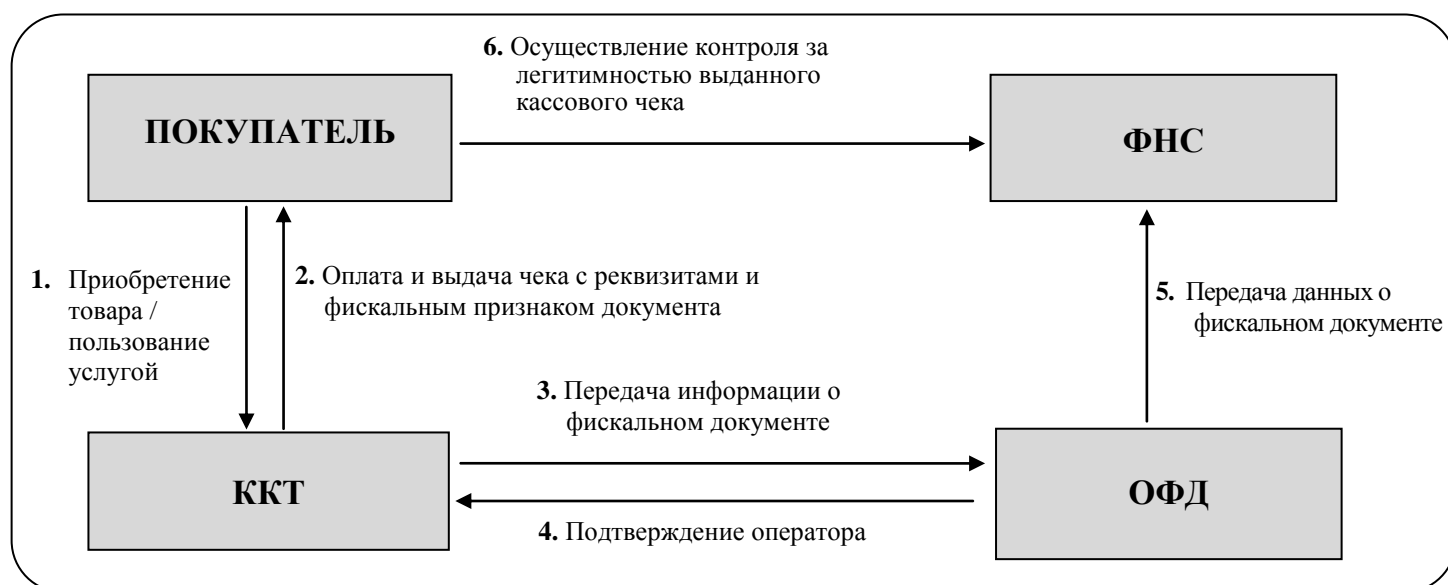 6. Осуществление контроля за
легитимностью выданного
кассового чека
ПОКУПАТЕЛЬ
ФНС
1. Приобретение
товара /
пользование
услугой
2. Оплата и выдача чека с реквизитами и
фискальным признаком документа
5. Передача данных о
фискальном документе
3. Передача информации о
фискальном документе
ККТ
ОФД
4. Подтверждение оператора